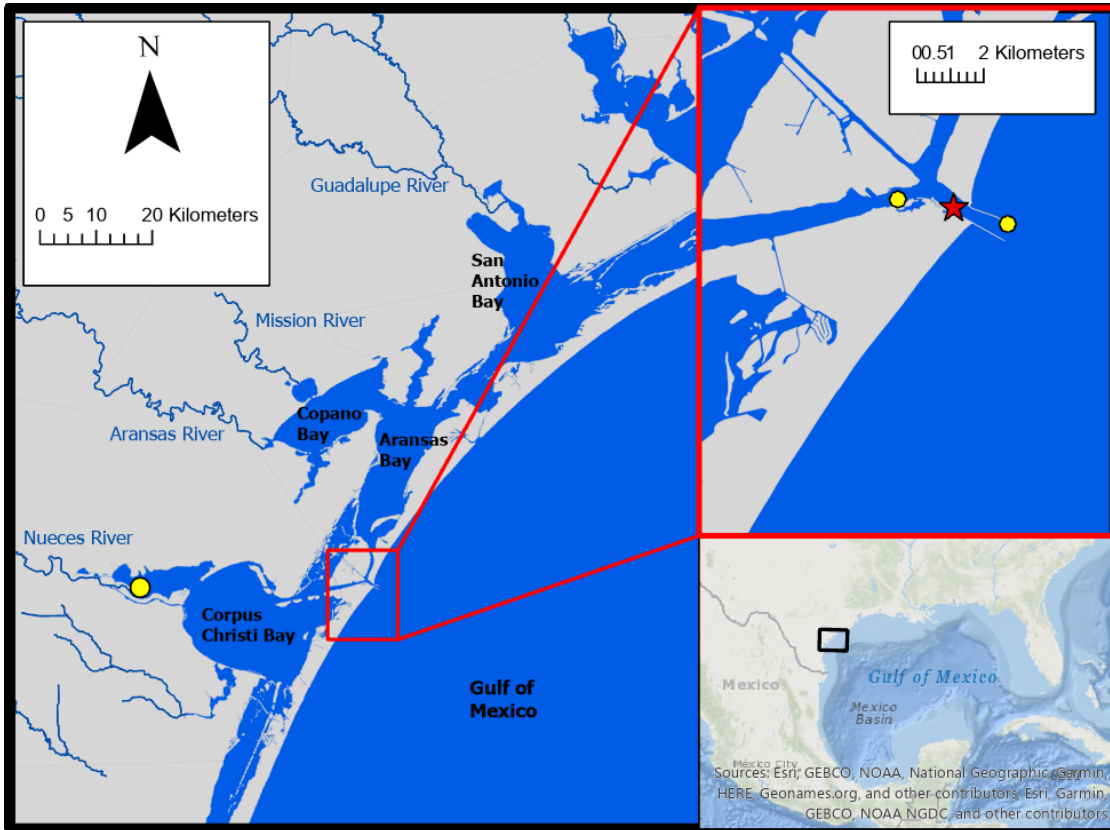 N
0 5 10 20 Kilometers
00.51 2 Kilometers
Guadalupe River
San
Antonio
Bay
Mission River
Copano
Bay
Aransas River
Aransas
Bay
Nueces River
Corpus
Christi Bay
Gulf of
Mexico
Gulf of Mexico
Mexico
Mexico
Basin
Mexico City
Sources: Esri, GEBCO, NOAA, National Geographic, Garmin,
HERE, Geonames.org, and other contributors, Esri, Garmin,
GEBCO, NOAA NGDC, and other contributors